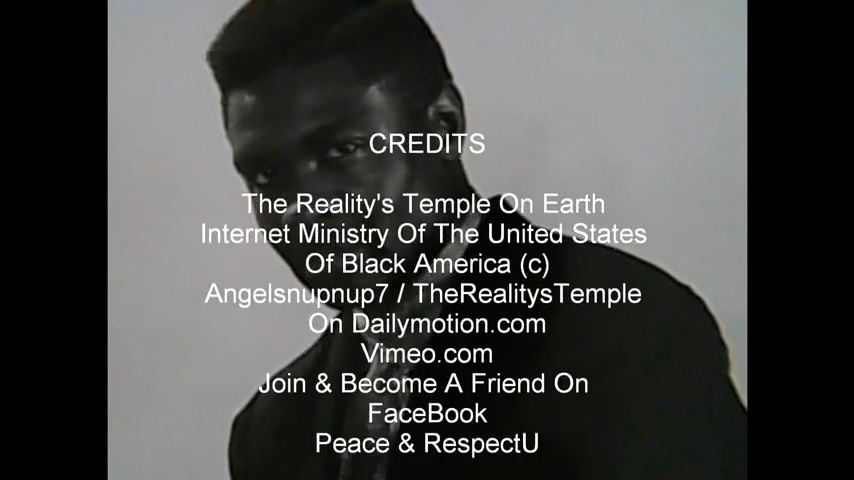 CREDITS
The Reality's Temple On Earth
Internet Ministry Of The United States
Of Black America (c)
Angelsnupnup7 / TheRealitysTemple
On Dailymotion.com
Vimeo.com
Join & Become A Friend On
FaceBook
Peace & RespectU